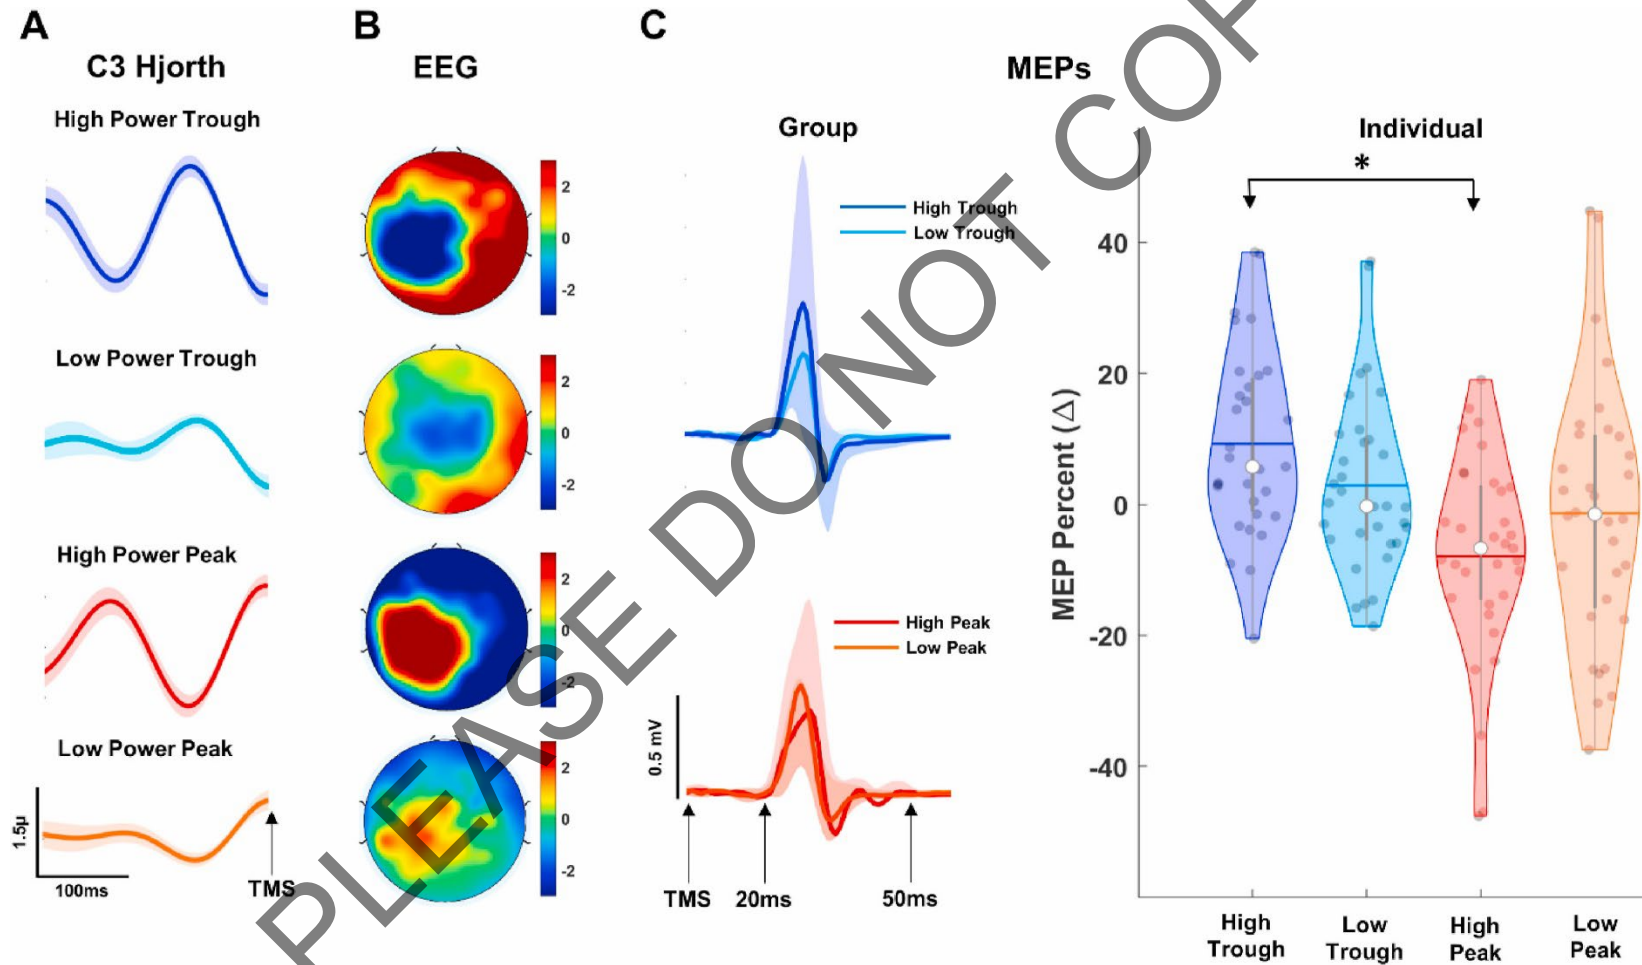 A
C3 Hjorth
High Power Trough
Low Power Trough
High Power Peak
Low Power Peak
1.5µ
100ms
TMS
B
EEG
2
0
-2
2
0
-2
2
0
-2
2
0
-2
C
MEPs
Group
High Trough
Low Trough
High Peak
Low Peak
0.5 mV
TMS
20ms
50ms
Individual
*
MEP Percent (△)
40
20
0
-20
-40
High
Trough
Low
Trough
High
Peak
Low
Peak
PLEASE DO NOT COP